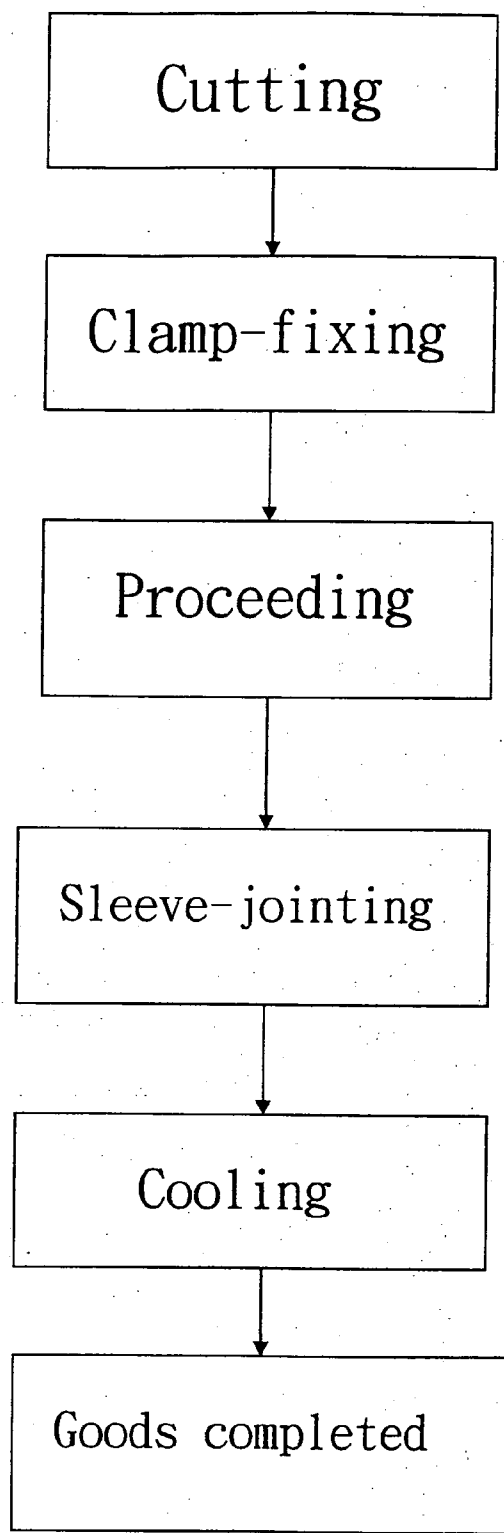 Cutting
Clamp-fixing
Proceeding
Sleeve-jointing
Cooling
Goods completed